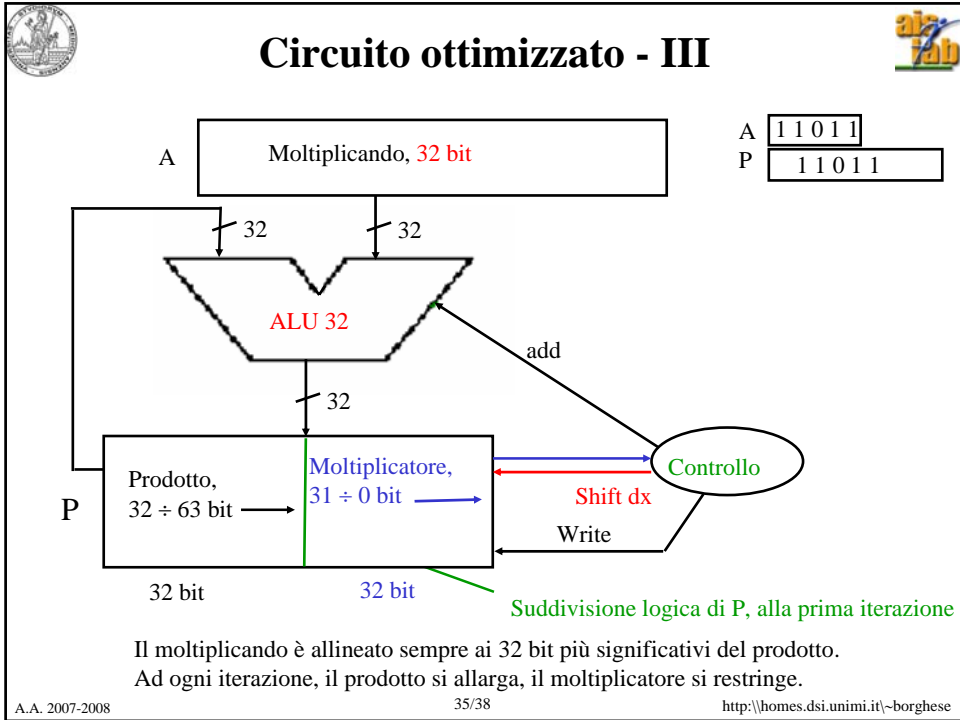 Circuito ottimizzato - III
A
Moltiplicando, 32 bit
A 1 1 0 1 1
P 1 1 0 1 1
32
32
ALU 32
add
32
P
Prodotto,
32 ÷ 63 bit
Moltiplicatore,
31 ÷ 0 bit
Controllo
Shift dx
Write
32 bit
32 bit
Suddivisione logica di P, alla prima iterazione
Il moltiplicando è allineato sempre ai 32 bit più significativi del prodotto.
Ad ogni iterazione, il prodotto si allarga, il moltiplicatore si restringe.
A.A. 2007-2008
35/38
http:\\homes.dsi.unimi.it\~borghese